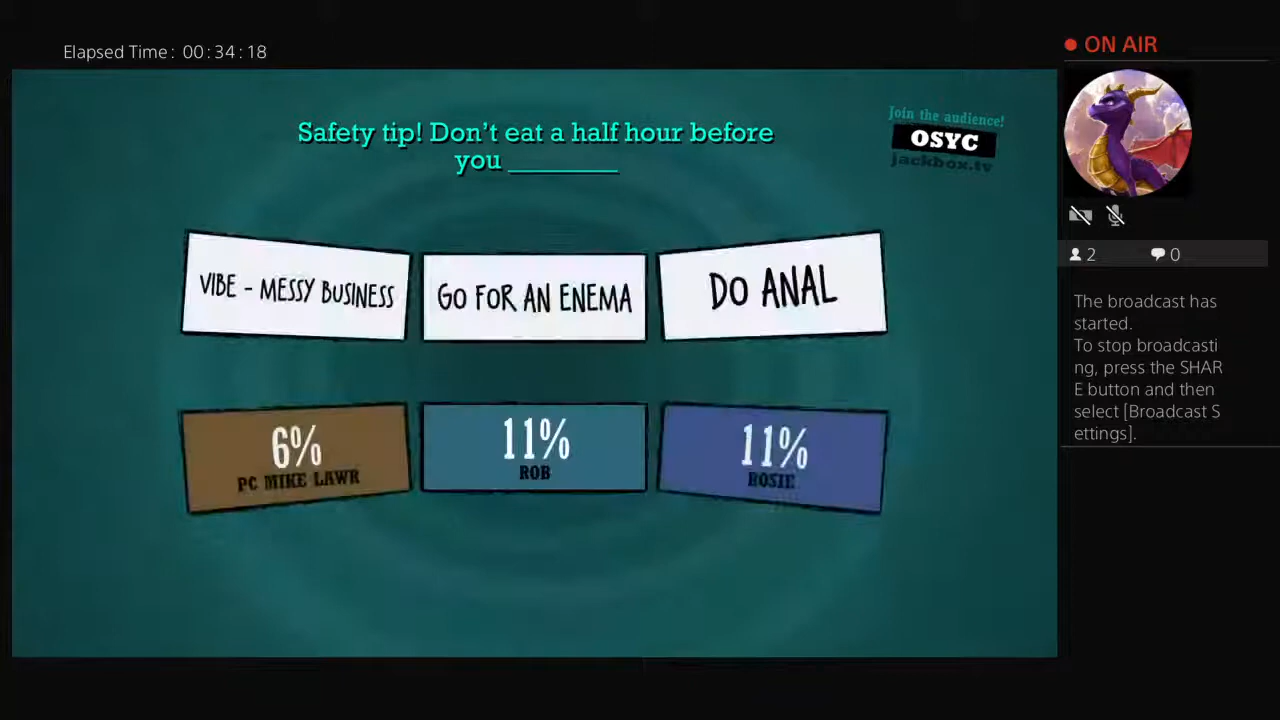 Elapsed Time: 00:34:18
ON AIR
Safety tip! Don't eat a half hour before
you _________
Join the audience!
OSYC
jackbox.tv
VIBE - MESSY BUSINESS
GO FOR AN ENEMA
DO ANAL
6%
PC MIKE LAWR
11%
ROB
11%
ROSIE
2
0
The broadcast has
started.
To stop broadcasti
ng, press the SHAR
E button and then
select [Broadcast S
ettings].